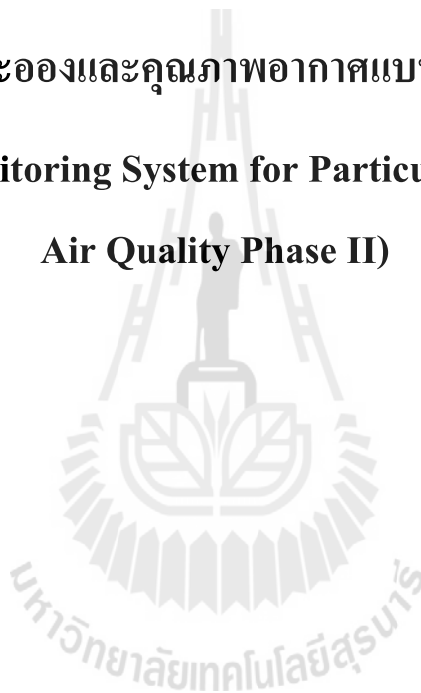 ะอองและคุณภาพอากาศแบบ
itoring System for Particu
Air Quality Phase II)
มหาวิทยาลัยเทคโนโลยีสุรนารี